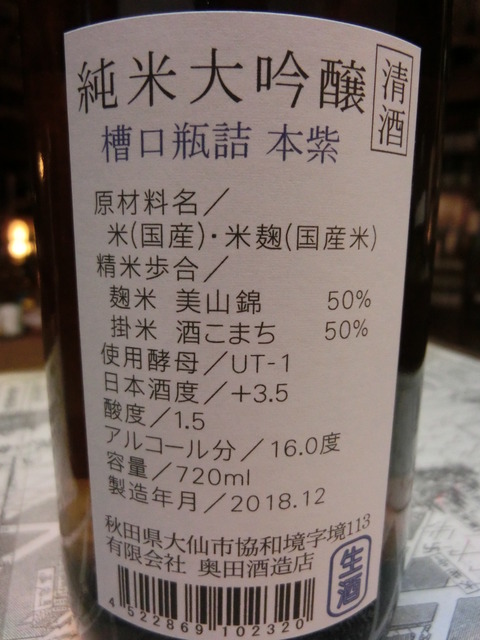 純米大吟醸
清酒
槽口瓶詰 本紫
原材料名／
米(国産)・米麹(国産米)
精米歩合／
麹米 美山錦 50%
掛米 酒こまち 50%
使用酵母／UT-1
日本酒度／+3.5
酸度／1.5
アルコール分／16.0度
容量／720ml
製造年月／2018.12
秋田県大仙市協和境字境113
有限会社 奥田酒造店
生酒
4 522869 102320